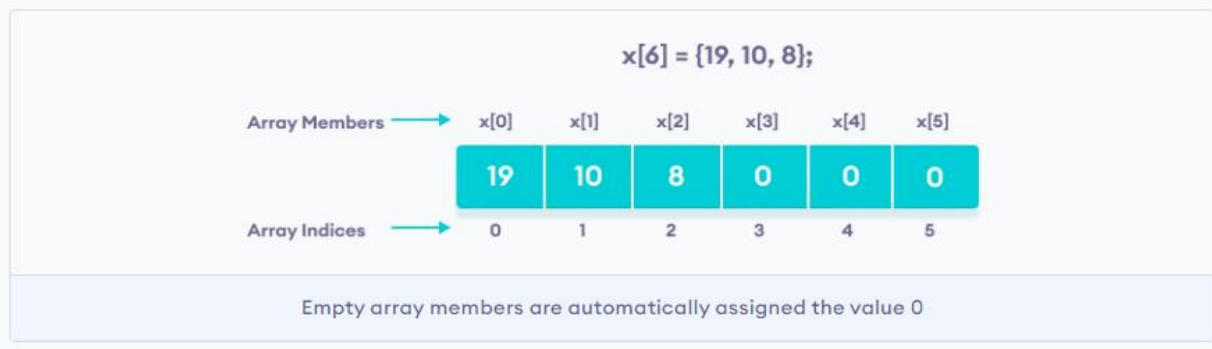 x[6] = {19, 10, 8};
Array Members x[0] x[1] x[2] x[3] x[4] x[5]
19 10 8 0 0 0
Array Indices 0 1 2 3 4 5
Empty array members are automatically assigned the value 0